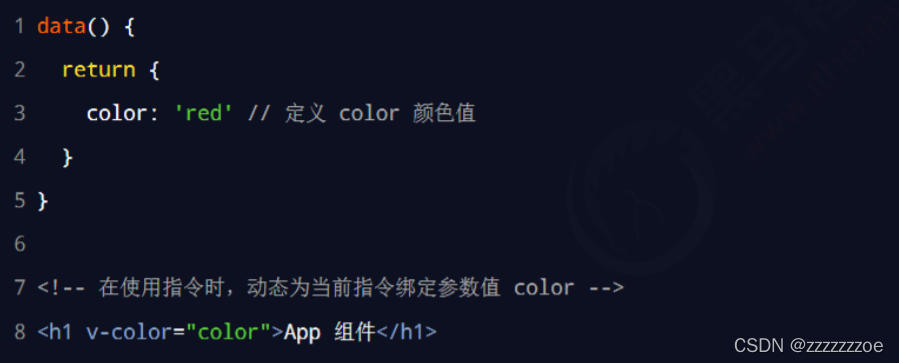 1 data() {
2   return {
3     color: 'red' // 定义 color 颜色值
4   }
5 }
6
7 <!-- 在使用指令时，动态为当前指令绑定参数值 color -->
8 <h1 v-color="color">App 组件</h1>
CSDN @zzzzzzzoe